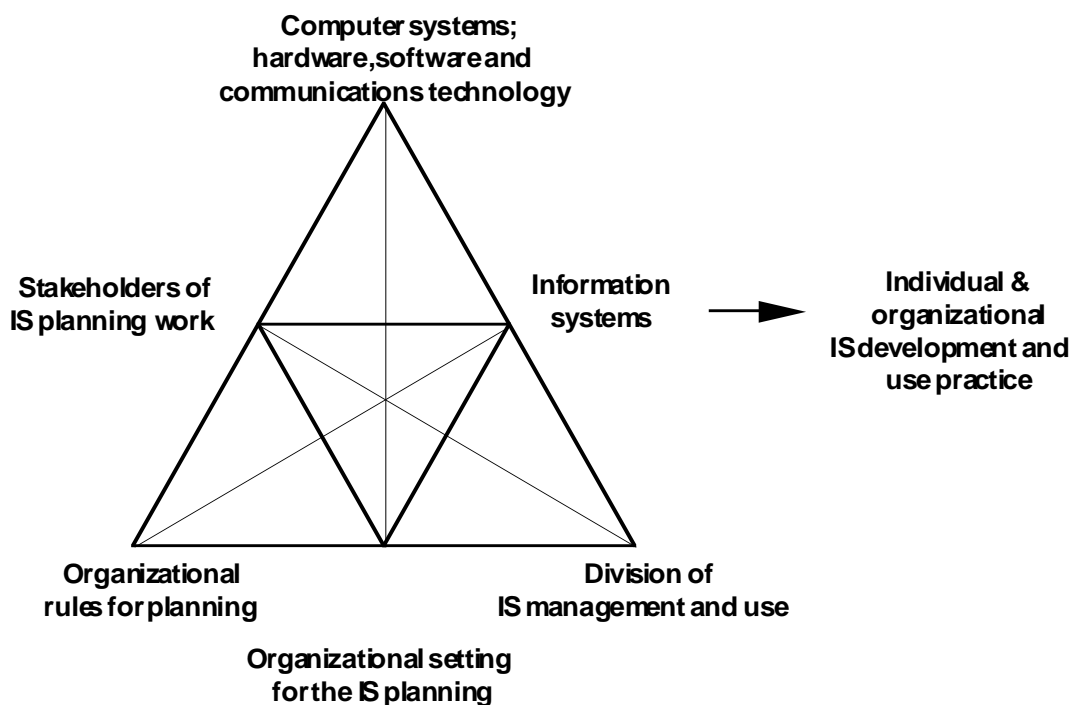 Computer systems;
hardware, software and
communications technology
Stakeholders of
IS planning work
Information
systems
Individual &
organizational
IS development and
use practice
Organizational
rules for planning
Division of
IS management and use
Organizational setting
for the IS planning